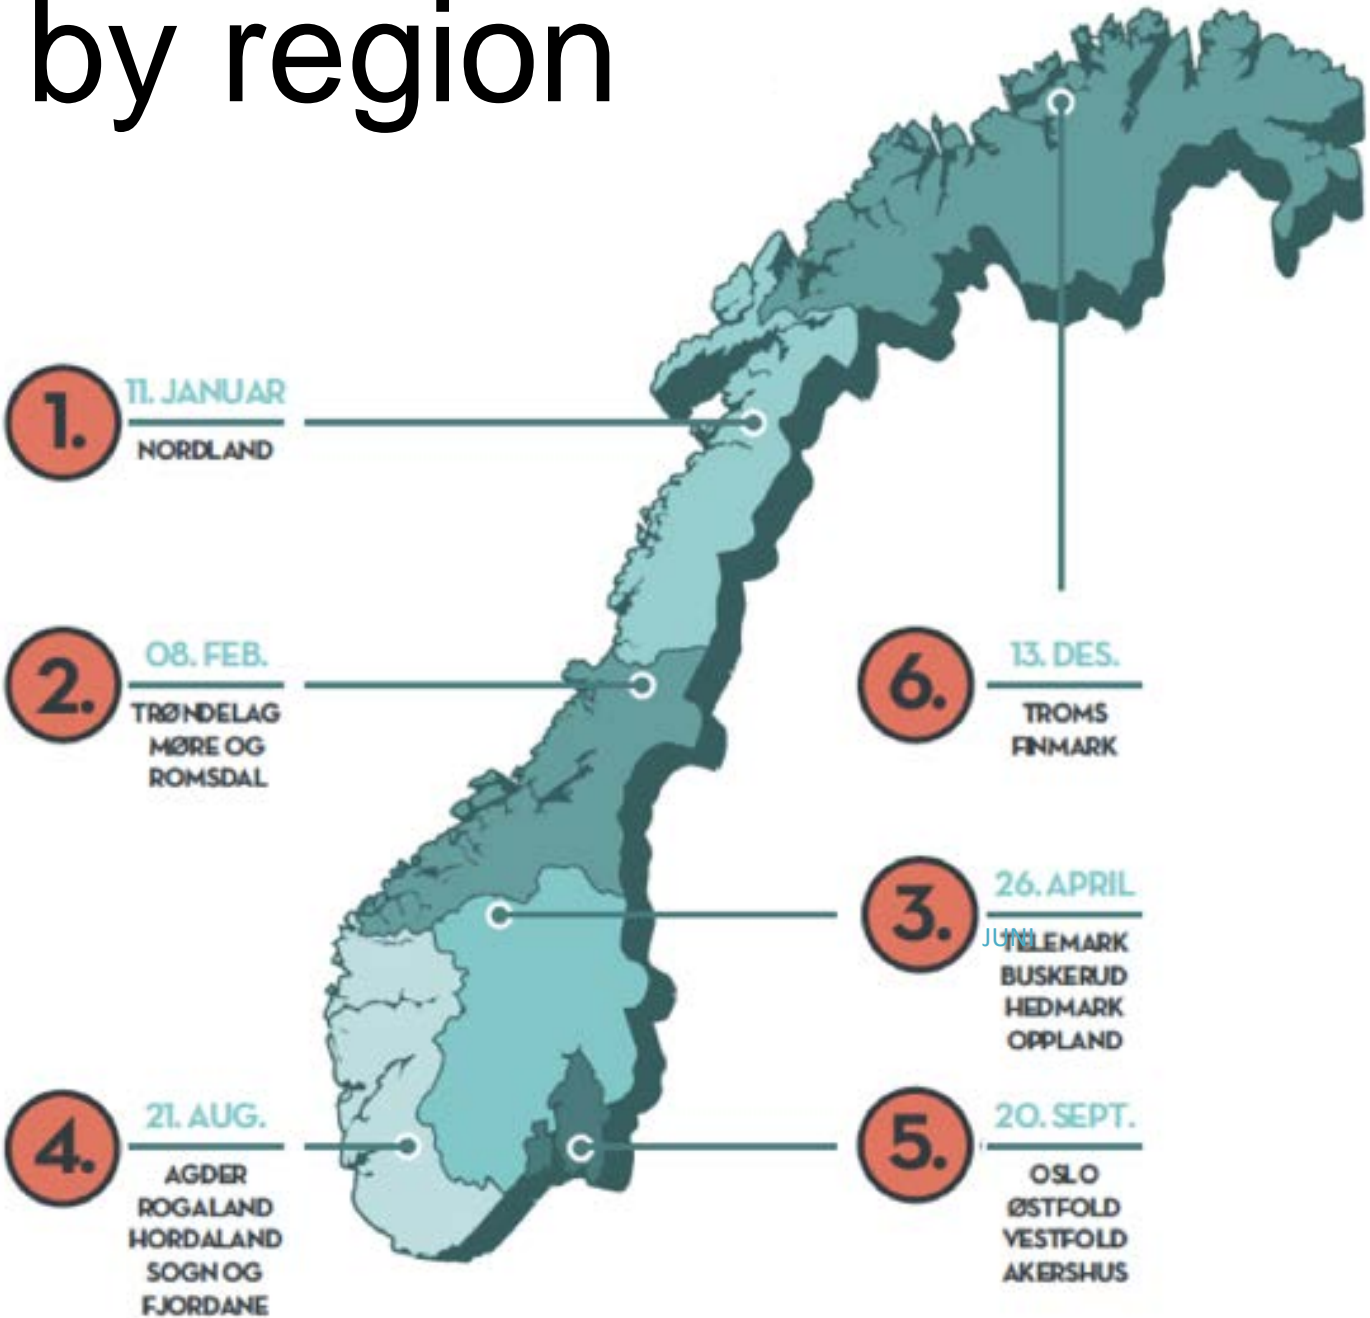 by region
1.
11. JANUAR
NORDLAND
2.
08. FEB.
TRØNDELAG
MØRE OG
ROMSDAL
6.
13. DES.
TROMS
FINMARK
3.
26. APRIL
JUNI
TELEMARK
BUSKERUD
HEDMARK
OPPLAND
4.
21. AUG.
AGDER
ROGALAND
HORDALAND
SOGN OG
FJORDANE
5.
20. SEPT.
OSLO
ØSTFOLD
VESTFOLD
AKERSHUS